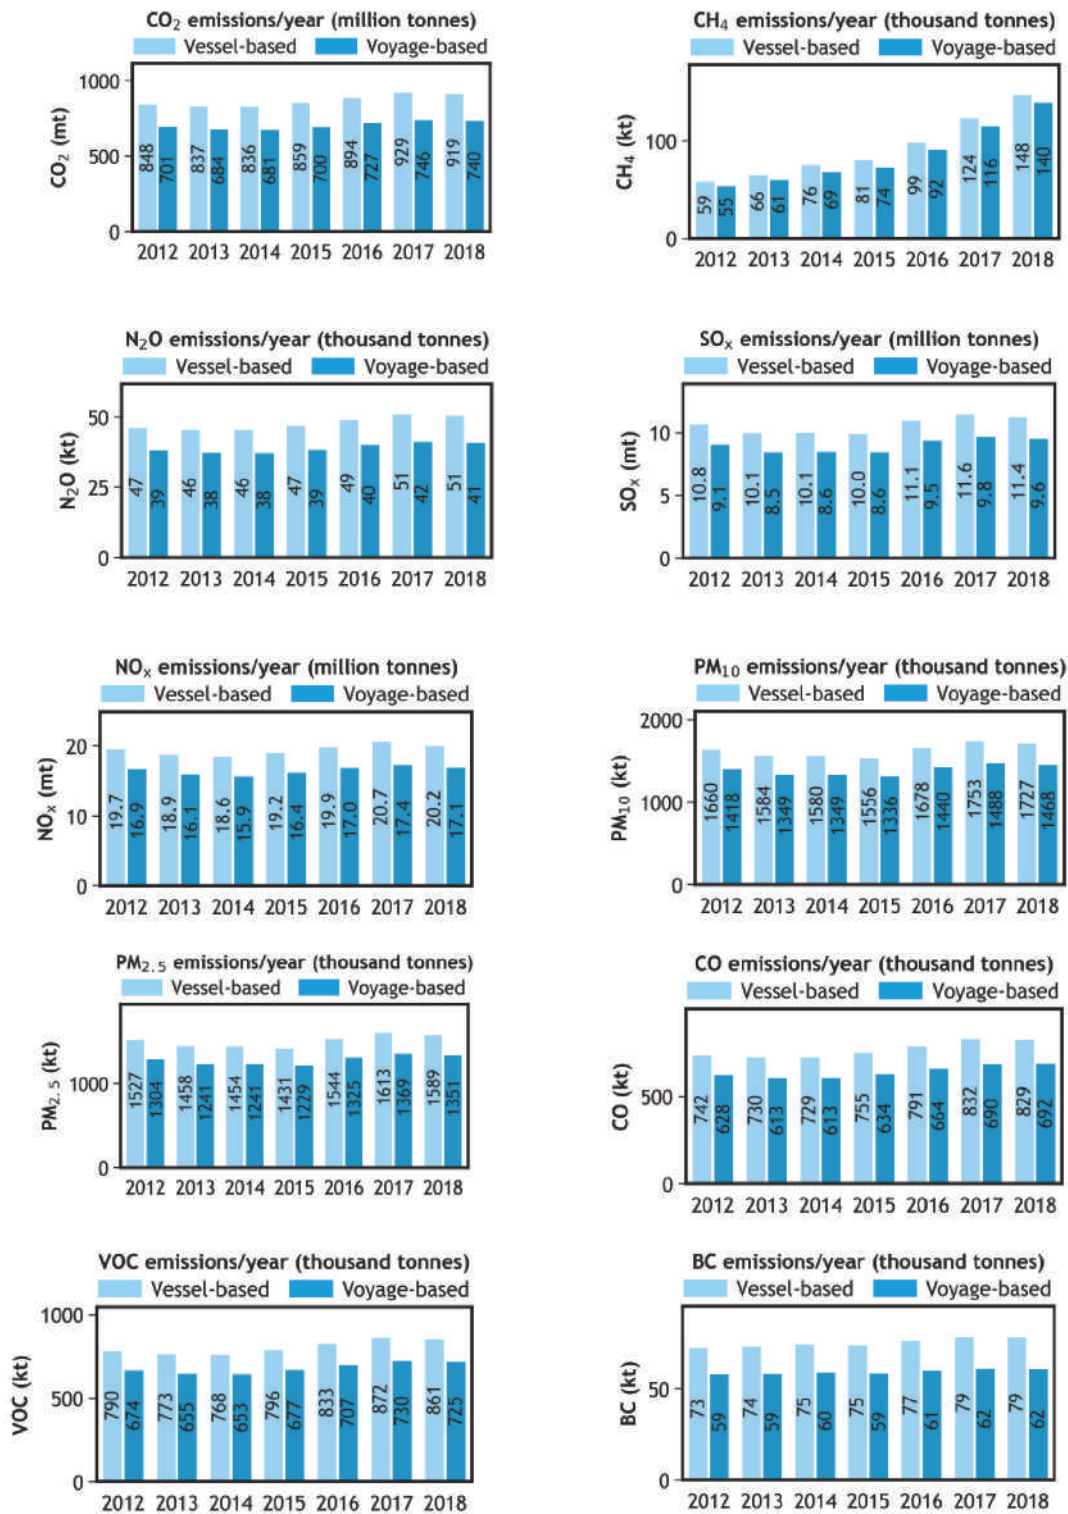 CO₂ emissions/year (million tonnes)
Vessel-based Voyage-based
CO₂ (mt)
1000
500
0
848 701 837 684 836 681 859 700 894 727 929 746 919 740
2012 2013 2014 2015 2016 2017 2018
CH₄ emissions/year (thousand tonnes)
Vessel-based Voyage-based
CH₄ (kt)
100
0
59 55 66 61 76 69 81 74 99 92 124 116 148 140
2012 2013 2014 2015 2016 2017 2018
N₂O emissions/year (thousand tonnes)
Vessel-based Voyage-based
N₂O (kt)
50
25
0
47 39 46 38 46 38 47 39 49 40 51 42 51 41
2012 2013 2014 2015 2016 2017 2018
SOₓ emissions/year (million tonnes)
Vessel-based Voyage-based
SOₓ (mt)
10
5
0
10.8 9.1 10.1 8.5 10.1 8.6 10.0 8.6 11.1 9.5 11.6 9.8 11.4 9.6
2012 2013 2014 2015 2016 2017 2018
NOₓ emissions/year (million tonnes)
Vessel-based Voyage-based
NOₓ (mt)
20
10
0
19.7 16.9 18.9 16.1 18.6 15.9 19.2 16.4 19.9 17.0 20.7 17.4 20.2 17.1
2012 2013 2014 2015 2016 2017 2018
PM₁₀ emissions/year (thousand tonnes)
Vessel-based Voyage-based
PM₁₀ (kt)
2000
1000
0
1660 1418 1584 1349 1580 1349 1556 1336 1678 1440 1753 1488 1727 1468
2012 2013 2014 2015 2016 2017 2018
PM₂.₅ emissions/year (thousand tonnes)
Vessel-based Voyage-based
PM₂.₅ (kt)
1000
0
1527 1304 1458 1241 1454 1241 1431 1229 1544 1325 1613 1369 1589 1351
2012 2013 2014 2015 2016 2017 2018
CO emissions/year (thousand tonnes)
Vessel-based Voyage-based
CO (kt)
500
0
742 628 730 613 729 613 755 634 791 664 832 690 829 692
2012 2013 2014 2015 2016 2017 2018
VOC emissions/year (thousand tonnes)
Vessel-based Voyage-based
VOC (kt)
1000
500
0
790 674 773 655 768 653 796 677 833 707 872 730 861 725
2012 2013 2014 2015 2016 2017 2018
BC emissions/year (thousand tonnes)
Vessel-based Voyage-based
BC (kt)
50
0
73 59 74 59 75 60 75 59 77 61 79 62 79 62
2012 2013 2014 2015 2016 2017 2018